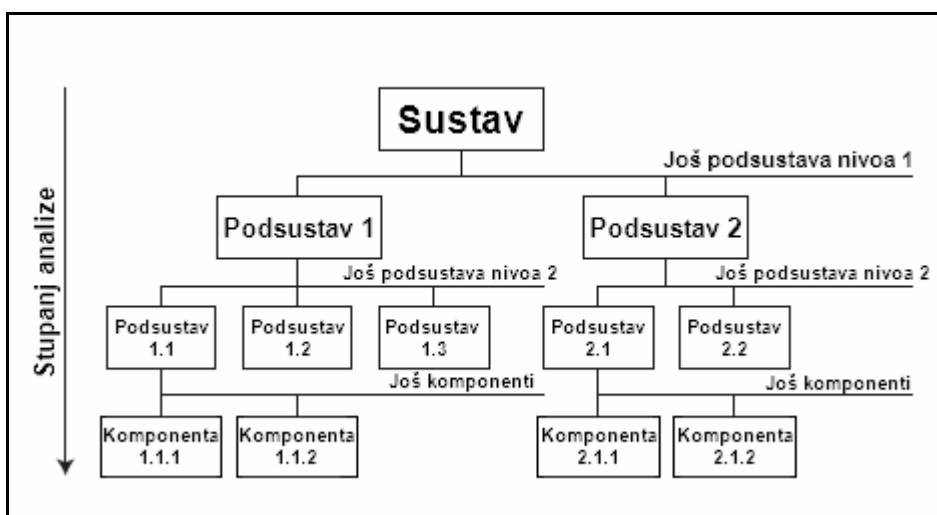 Sustav
Još podsustava nivoa 1
Stupanj analize
Podsustav 1
Podsustav 2
Još podsustava nivoa 2
Još podsustava nivoa 2
Podsustav
1.1
Podsustav
1.2
Podsustav
1.3
Podsustav
2.1
Podsustav
2.2
Još komponenti
Još komponenti
Komponenta
1.1.1
Komponenta
1.1.2
Komponenta
2.1.1
Komponenta
2.1.2